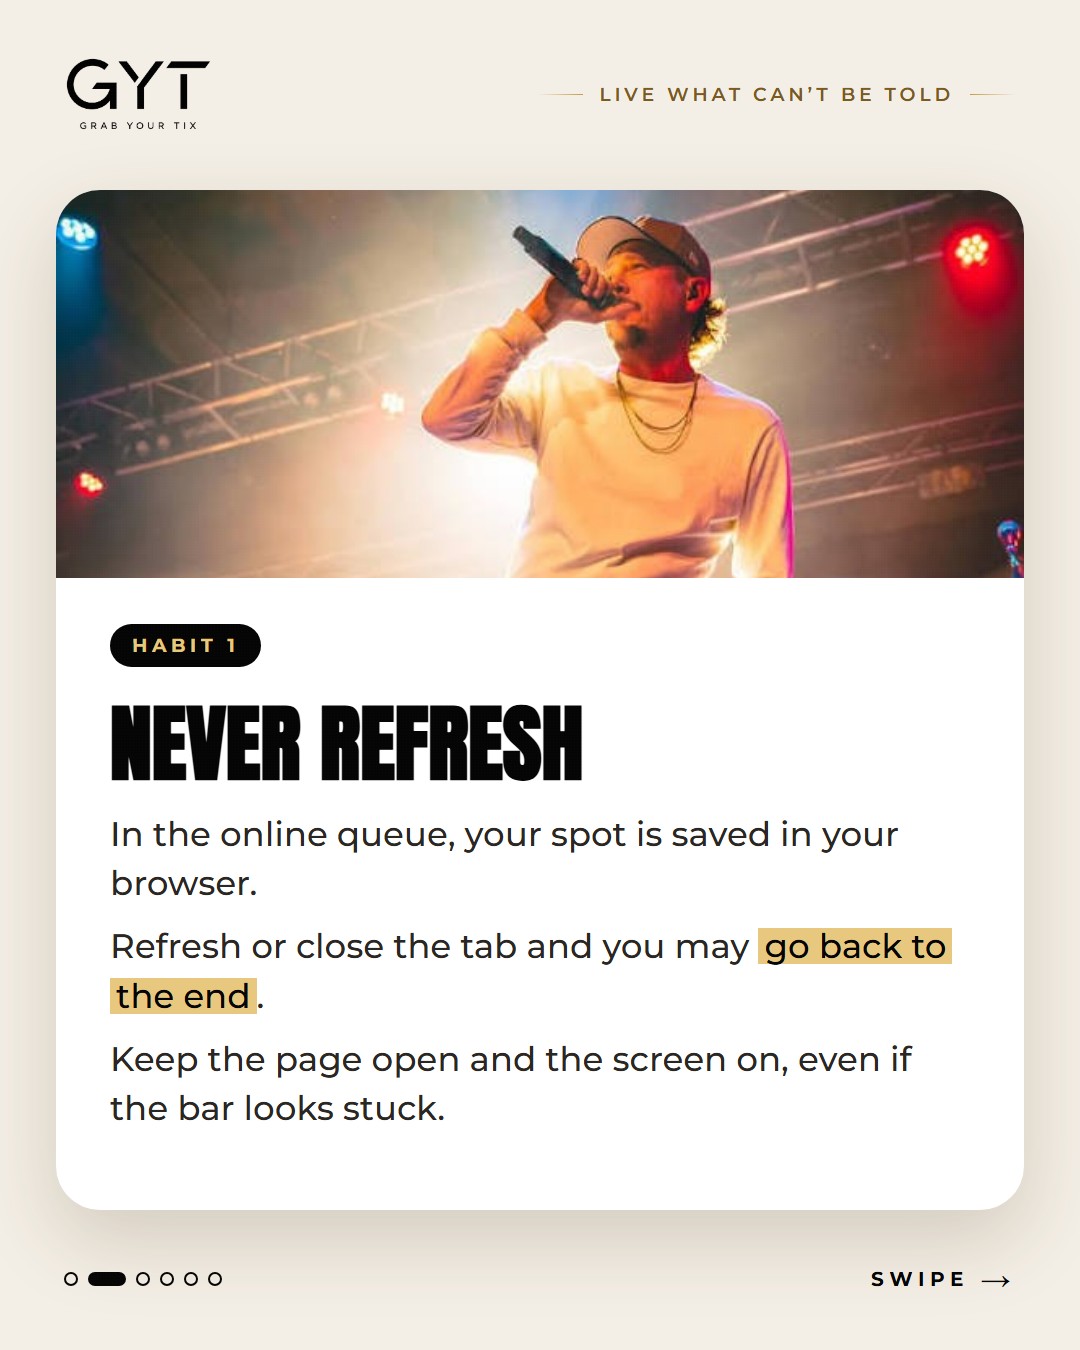 GYT
GRAB YOUR TIX
LIVE WHAT CAN’T BE TOLD
HABIT 1
NEVER REFRESH
In the online queue, your spot is saved in your
browser.
Refresh or close the tab and you may go back to
the end.
Keep the page open and the screen on, even if
the bar looks stuck.
SWIPE →